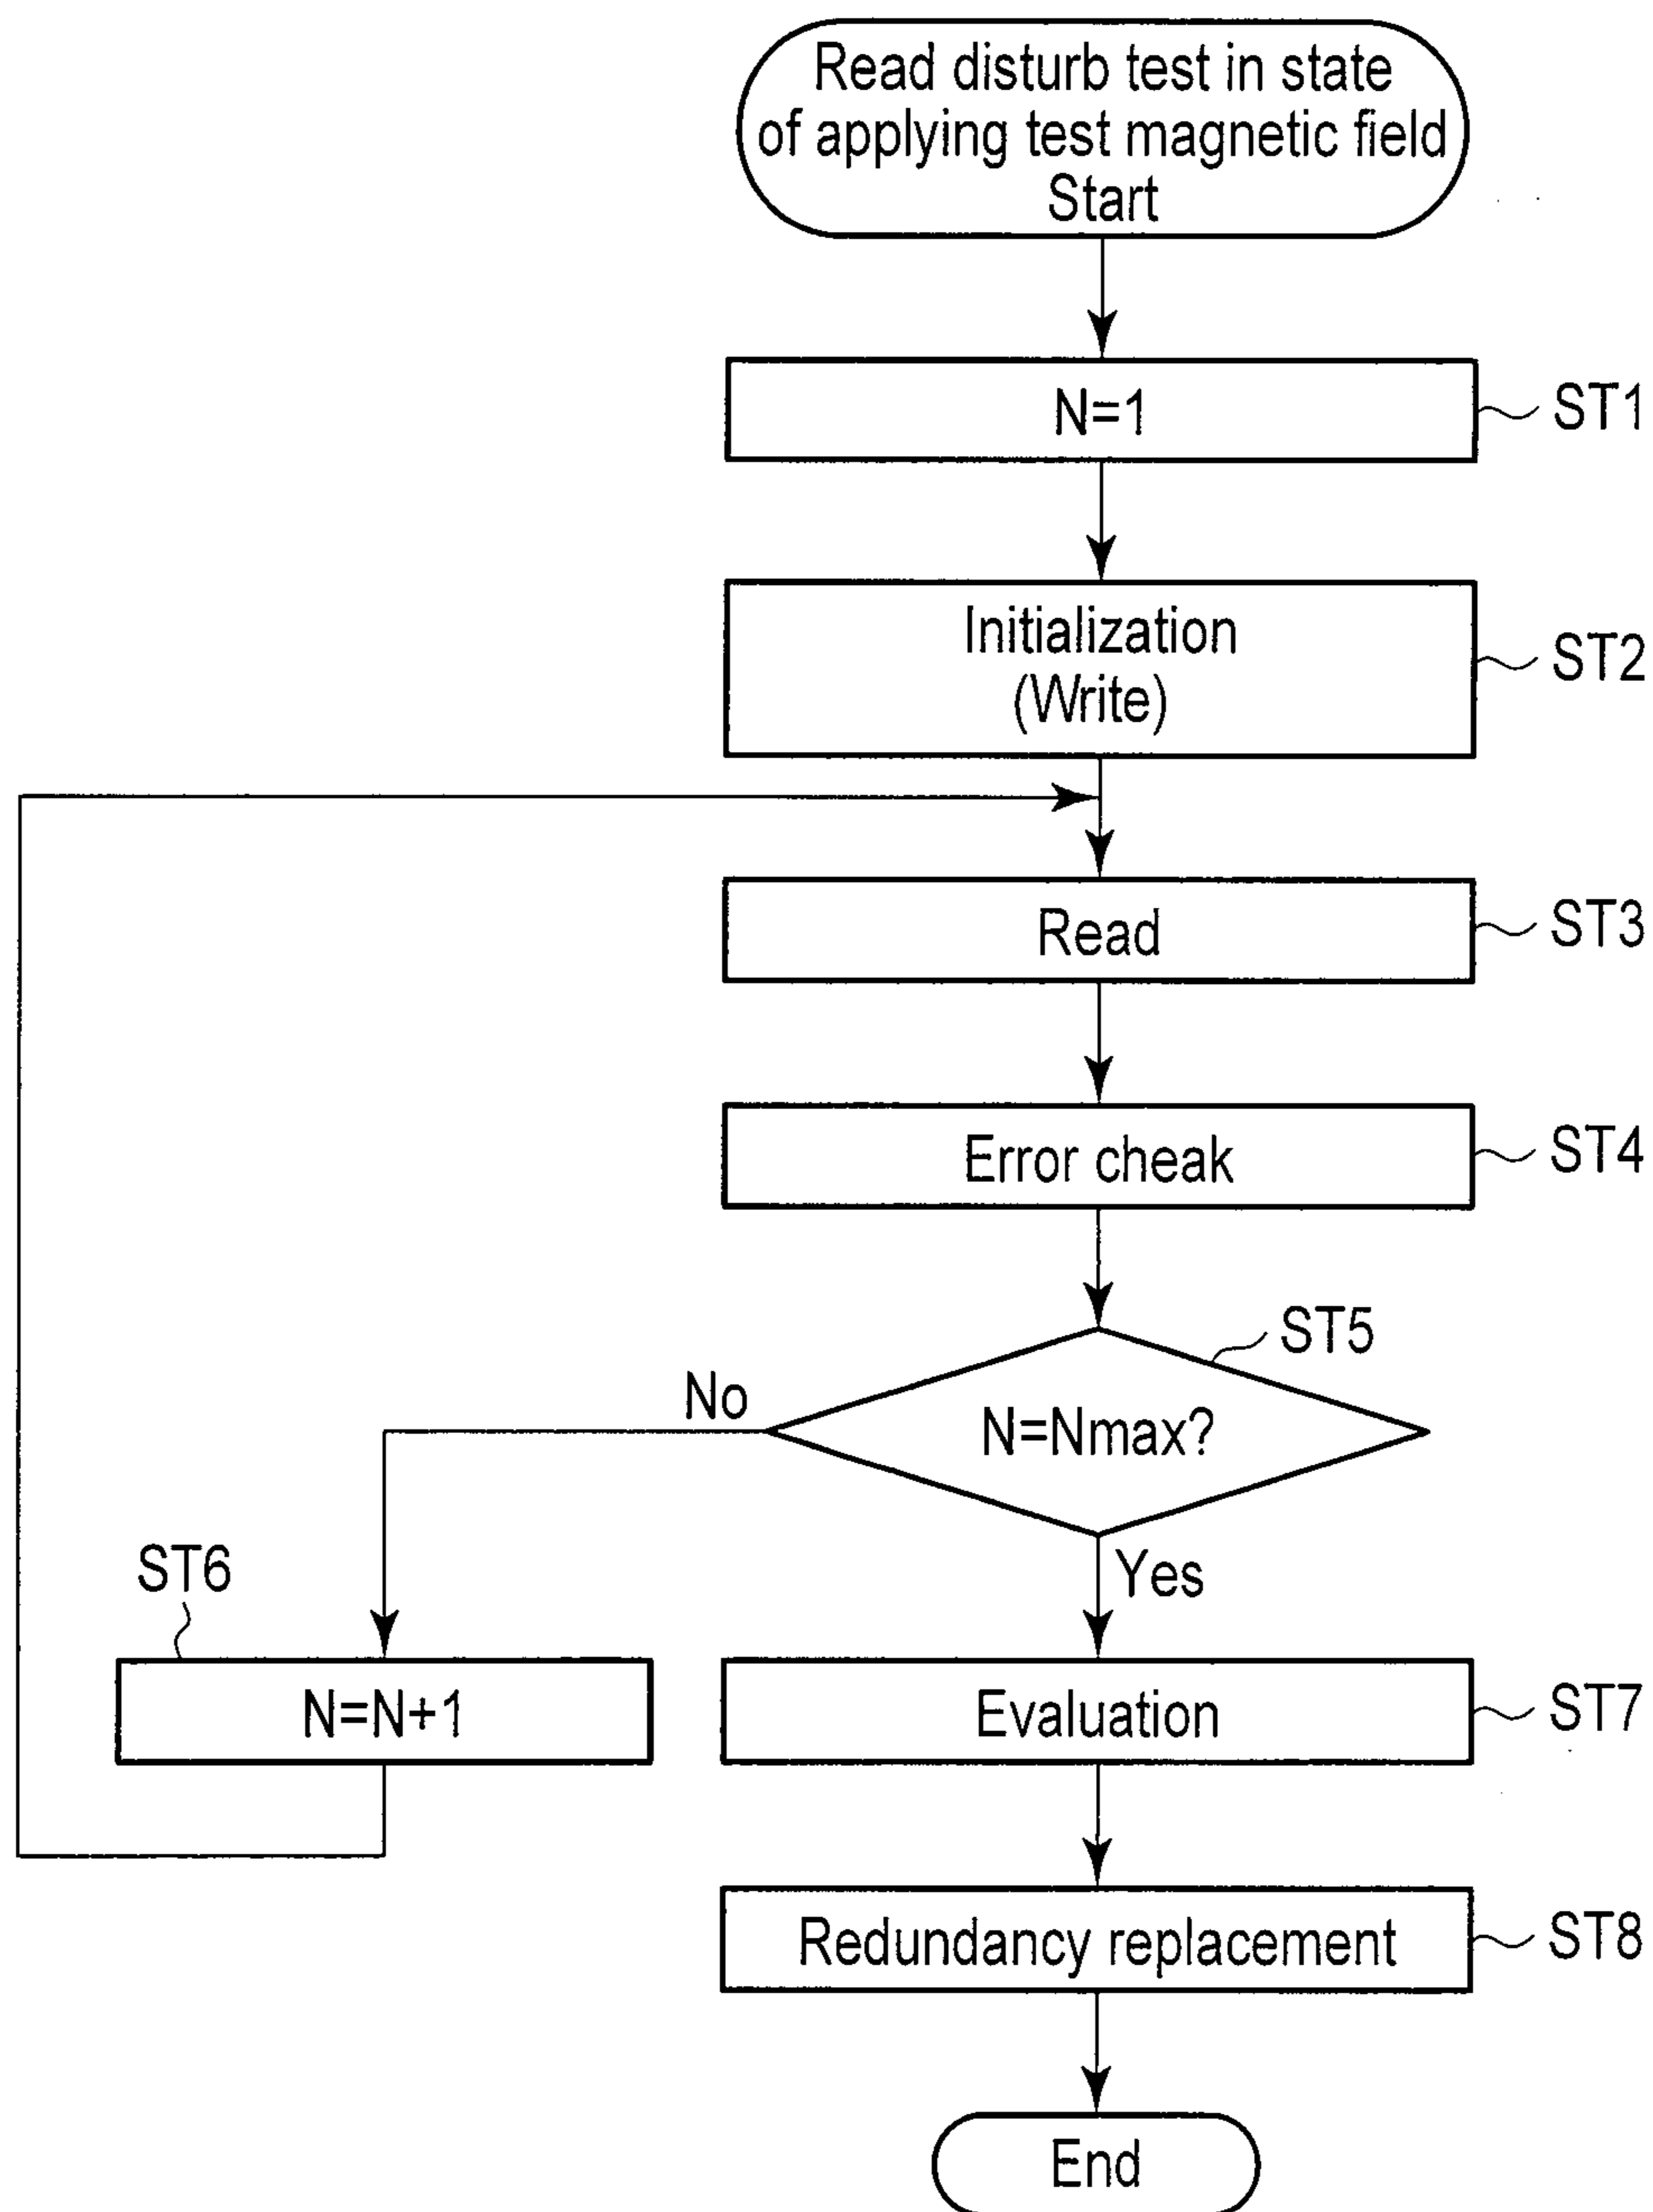 Read disturb test in state
of applying test magnetic field
Start
N=1
ST1
Initialization
(Write)
ST2
Read
ST3
Error cheak
ST4
ST5
No
N=Nmax?
Yes
ST6
N=N+1
Evaluation
ST7
Redundancy replacement
ST8
End